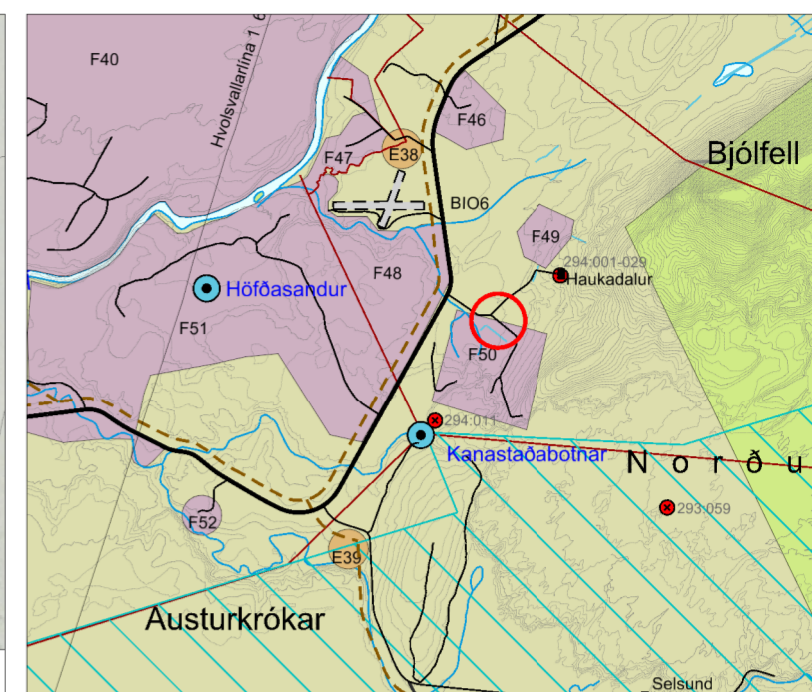 F40
Hvolsvallarlína 1 6
F46
F47
E38
Bjólfell
BIO6
F49
294:001-029
Haukadalur
F48
Höfðasandur
F51
F50
294:011
Kanastaðabotnar
N o r ð u
293:059
F52
E39
Austurkrókar
Selsund